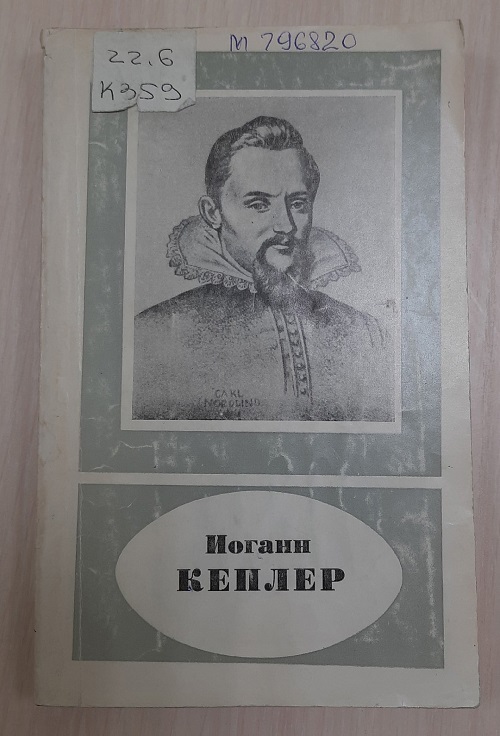 М 796820
22.6
К359
CARL
NORDLIND
Иоганн
КЕПЛЕР